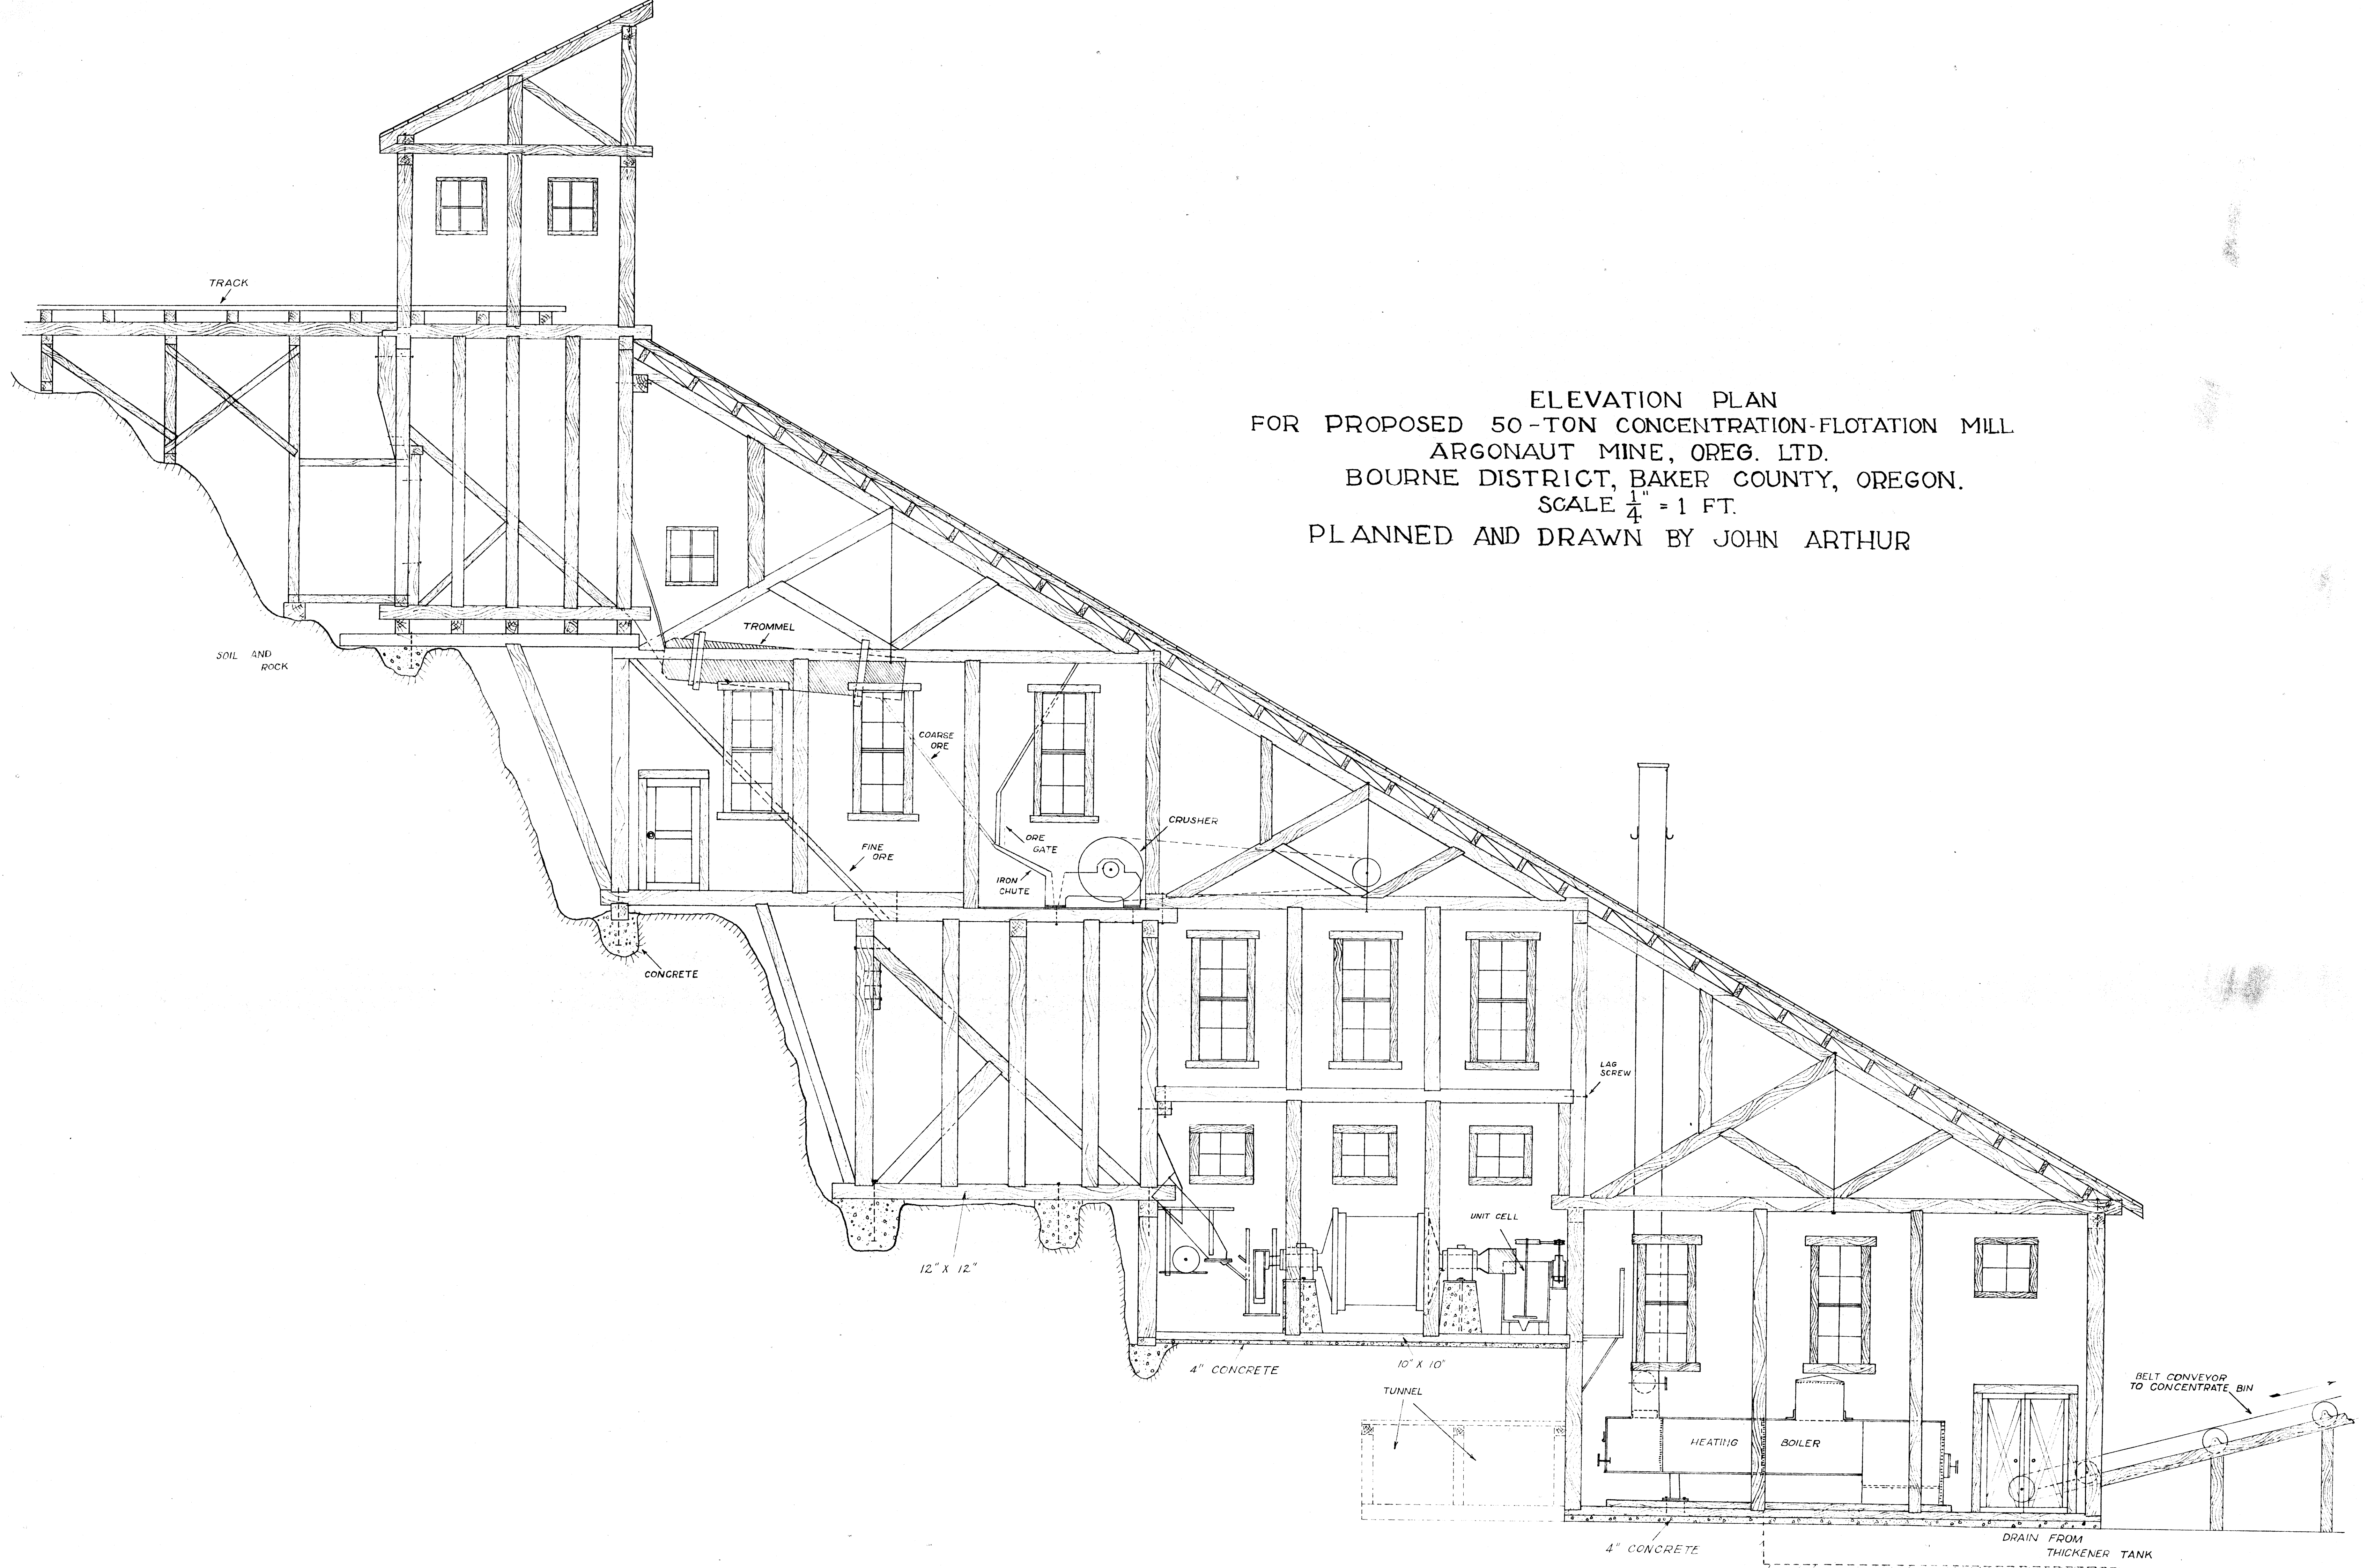 ELEVATION PLAN
FOR PROPOSED 50-TON CONCENTRATION-FLOTATION MILL
ARGONAUT MINE, OREG. LTD.
BOURNE DISTRICT, BAKER COUNTY, OREGON.
SCALE 1/4" = 1 FT.
PLANNED AND DRAWN BY JOHN ARTHUR
TRACK
SOIL AND
ROCK
TROMMEL
COARSE
ORE
ORE
GATE
CRUSHER
FINE
ORE
IRON
CHUTE
CONCRETE
LAG
SCREW
UNIT CELL
12" X 12"
4" CONCRETE
10" X 10"
TUNNEL
BELT CONVEYOR
TO CONCENTRATE BIN
HEATING BOILER
4" CONCRETE
DRAIN FROM
THICKENER TANK